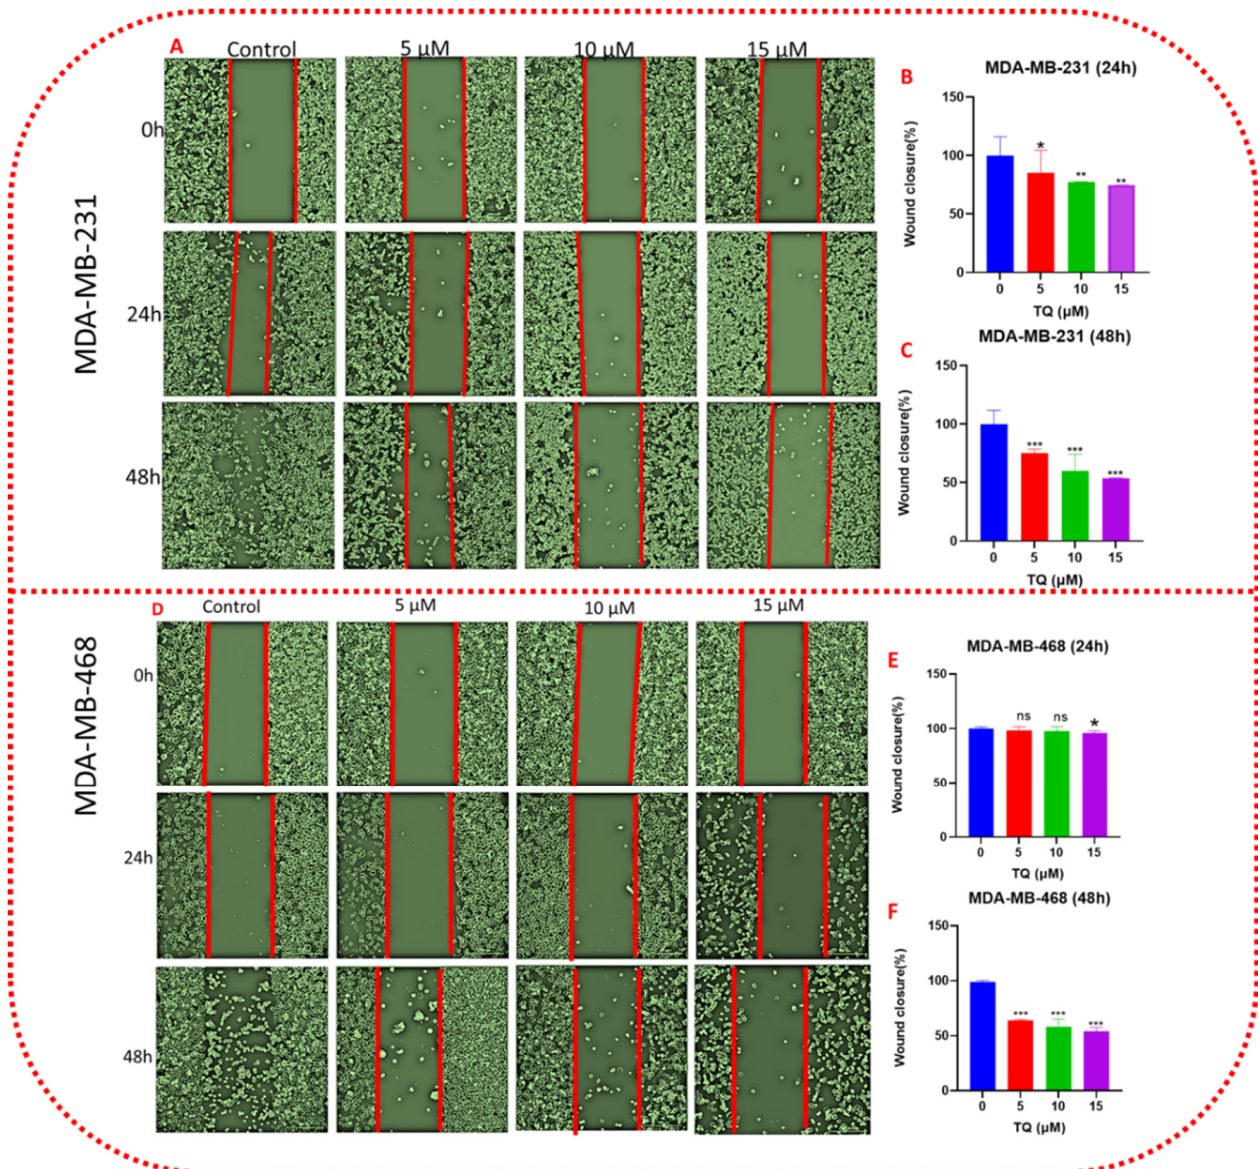 A
Control
5 µM
10 µM
15 µM
MDA-MB-231
0h
24h
48h
B
MDA-MB-231 (24h)
Wound closure(%)
150
100
50
0
*
**
**
0 5 10 15
TQ (µM)
C
MDA-MB-231 (48h)
Wound closure(%)
150
100
50
0
***
***
***
0 5 10 15
TQ (µM)
D
Control
5 µM
10 µM
15 µM
MDA-MB-468
0h
24h
48h
E
MDA-MB-468 (24h)
Wound closure(%)
150
100
50
0
ns
ns
*
0 5 10 15
TQ (µM)
F
MDA-MB-468 (48h)
Wound closure(%)
150
100
50
0
***
***
***
0 5 10 15
TQ (µM)